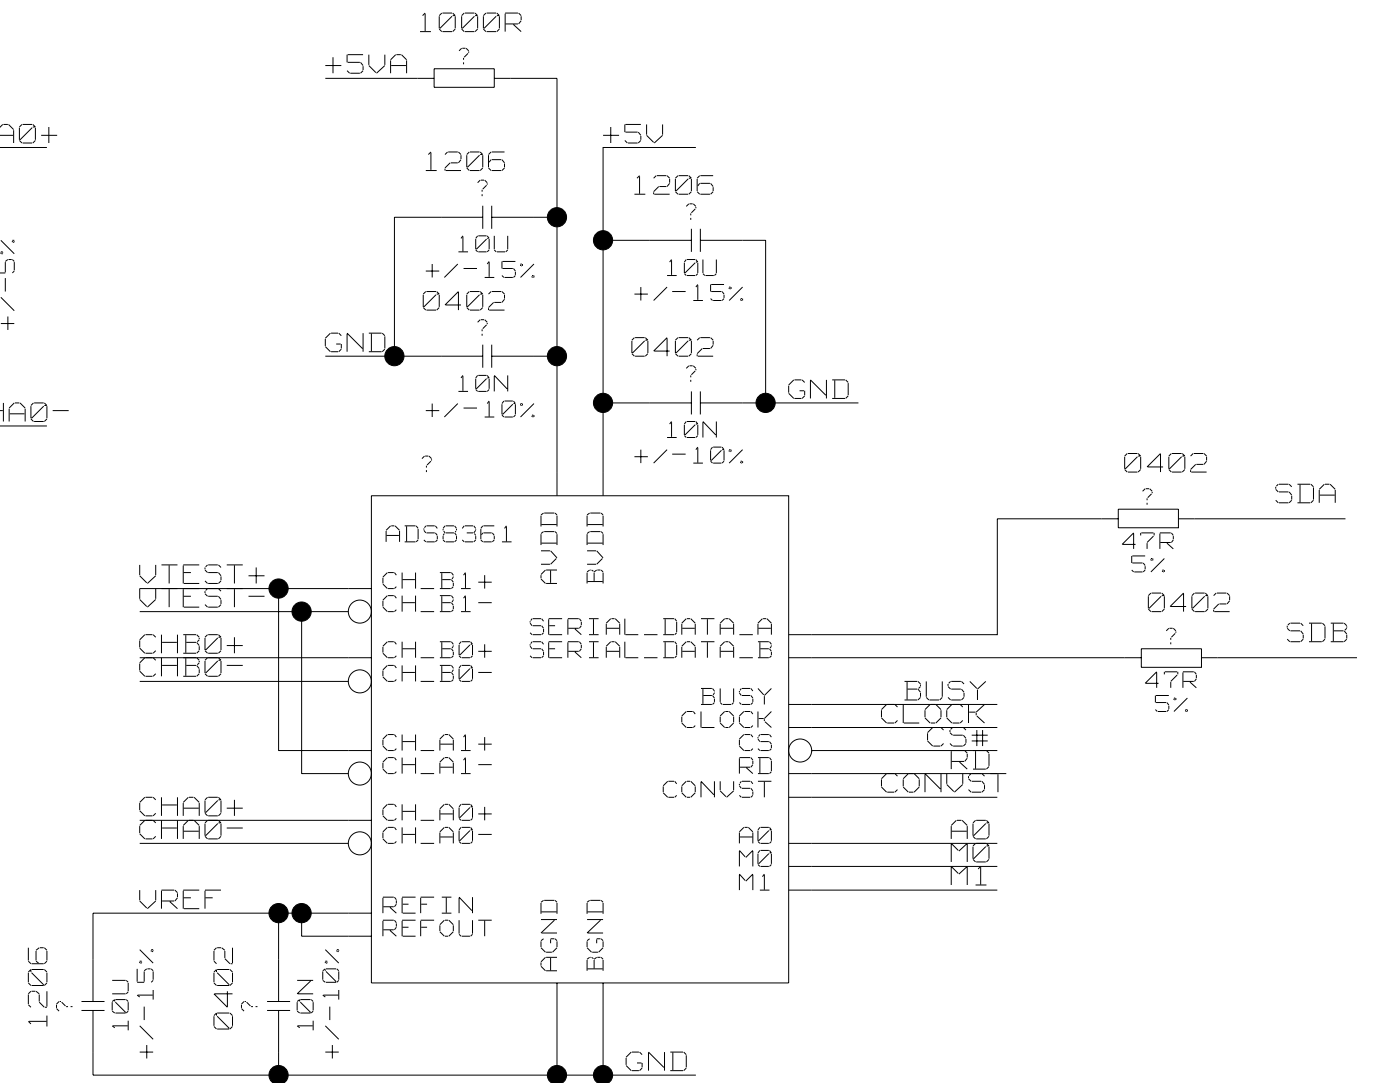 1000R
?
+5VA
A0+
+5V
1206
?
10U
+/-15%
1206
?
10U
+/-15%
+/-5%
0402
?
GND
10N
+/-10%
0402
?
GND
10N
+/-10%
HA0-
?
0402
?
SDA
47R
5%
ADS8361
AVDD
BVDD
VTEST+
CH_B1+
VTEST-
CH_B1-
0402
?
SDB
47R
5%
SERIAL_DATA_A
SERIAL_DATA_B
CHB0+
CH_B0+
CHB0-
CH_B0-
BUSY
BUSY
CLOCK
CLOCK
CS
CS#
RD
RD
CONVST
CONVST
CH_A1+
CH_A1-
CHA0+
CH_A0+
CHA0-
CH_A0-
A0
A0
M0
M0
M1
M1
VREF
REFIN
REFOUT
AGND
BGND
1206
?
10U
+/-15%
0402
?
10N
+/-10%
GND